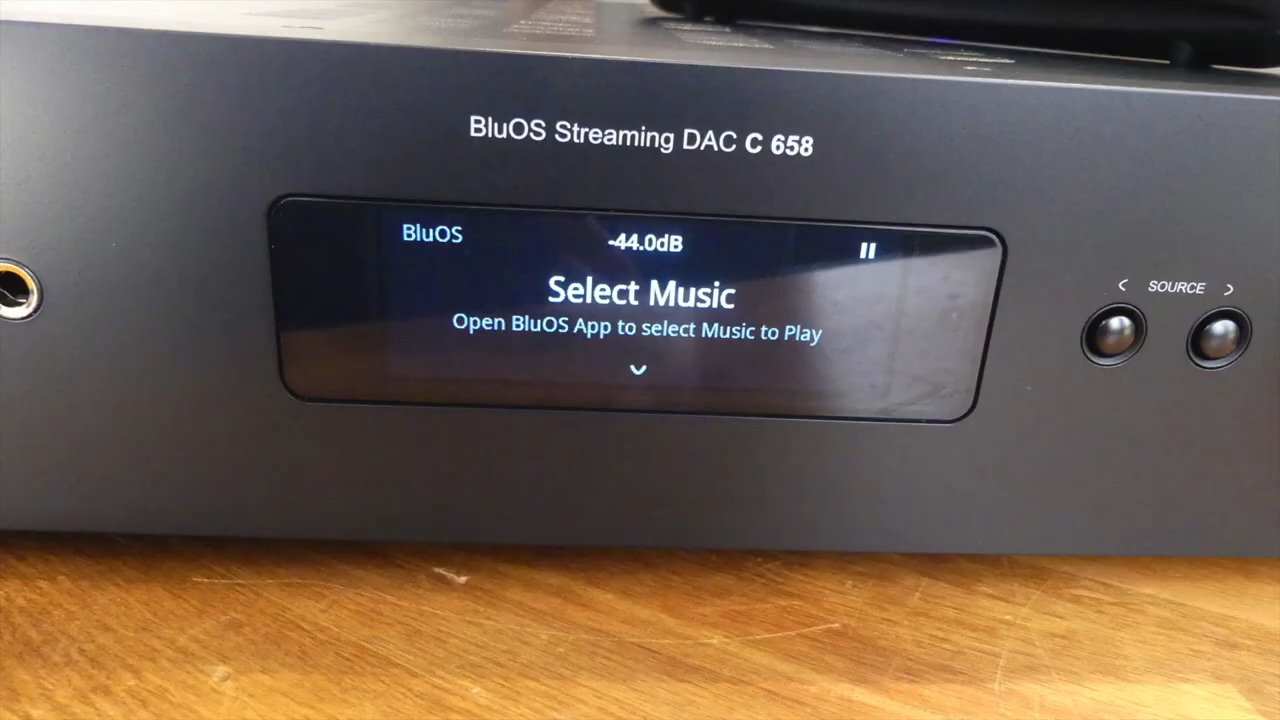 BluOS Streaming DAC C 658
BluOS -44.0dB
Select Music
Open BluOS App to select Music to Play
< SOURCE >